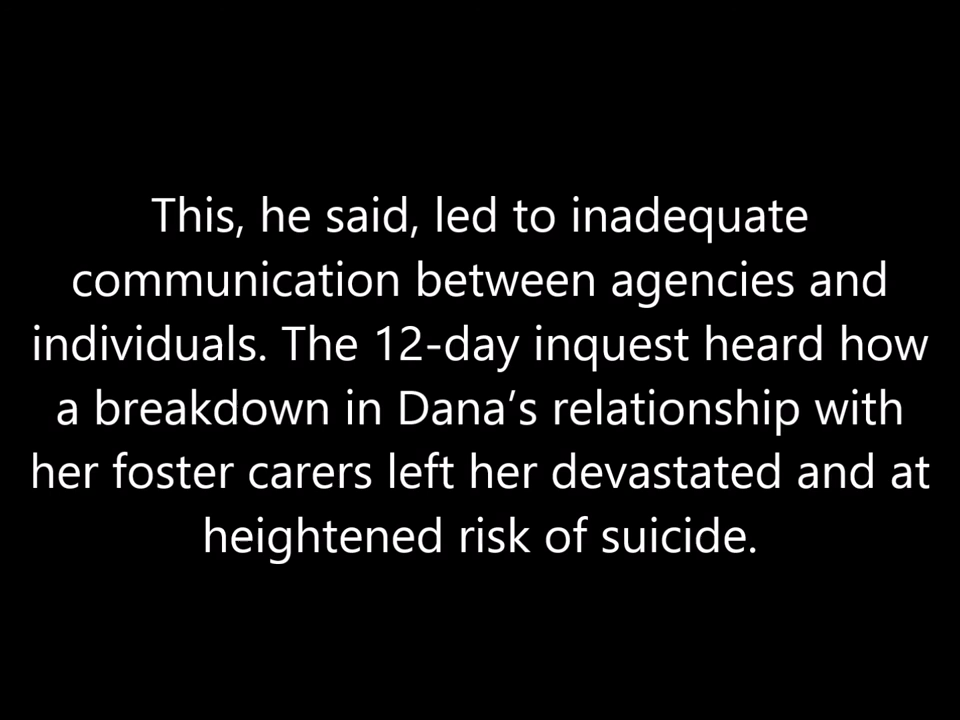 This, he said, led to inadequate
communication between agencies and
individuals. The 12-day inquest heard how
a breakdown in Dana’s relationship with
her foster carers left her devastated and at
heightened risk of suicide.